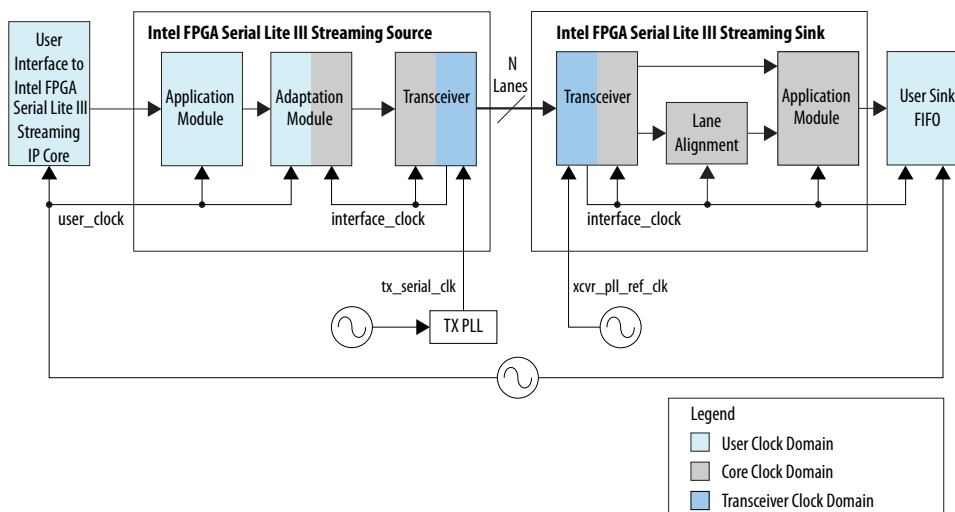 Intel FPGA Serial Lite III Streaming Source
Intel FPGA Serial Lite III Streaming Sink
User
Interface to
Intel FPGA
Serial Lite III
Streaming
IP Core
Application
Module
Adaptation
Module
Transceiver
N
Lanes
Transceiver
Lane
Alignment
Application
Module
User Sink
FIFO
user_clock
interface_clock
interface_clock
tx_serial_clk
xcvr_pll_ref_clk
TX PLL
Legend
User Clock Domain
Core Clock Domain
Transceiver Clock Domain